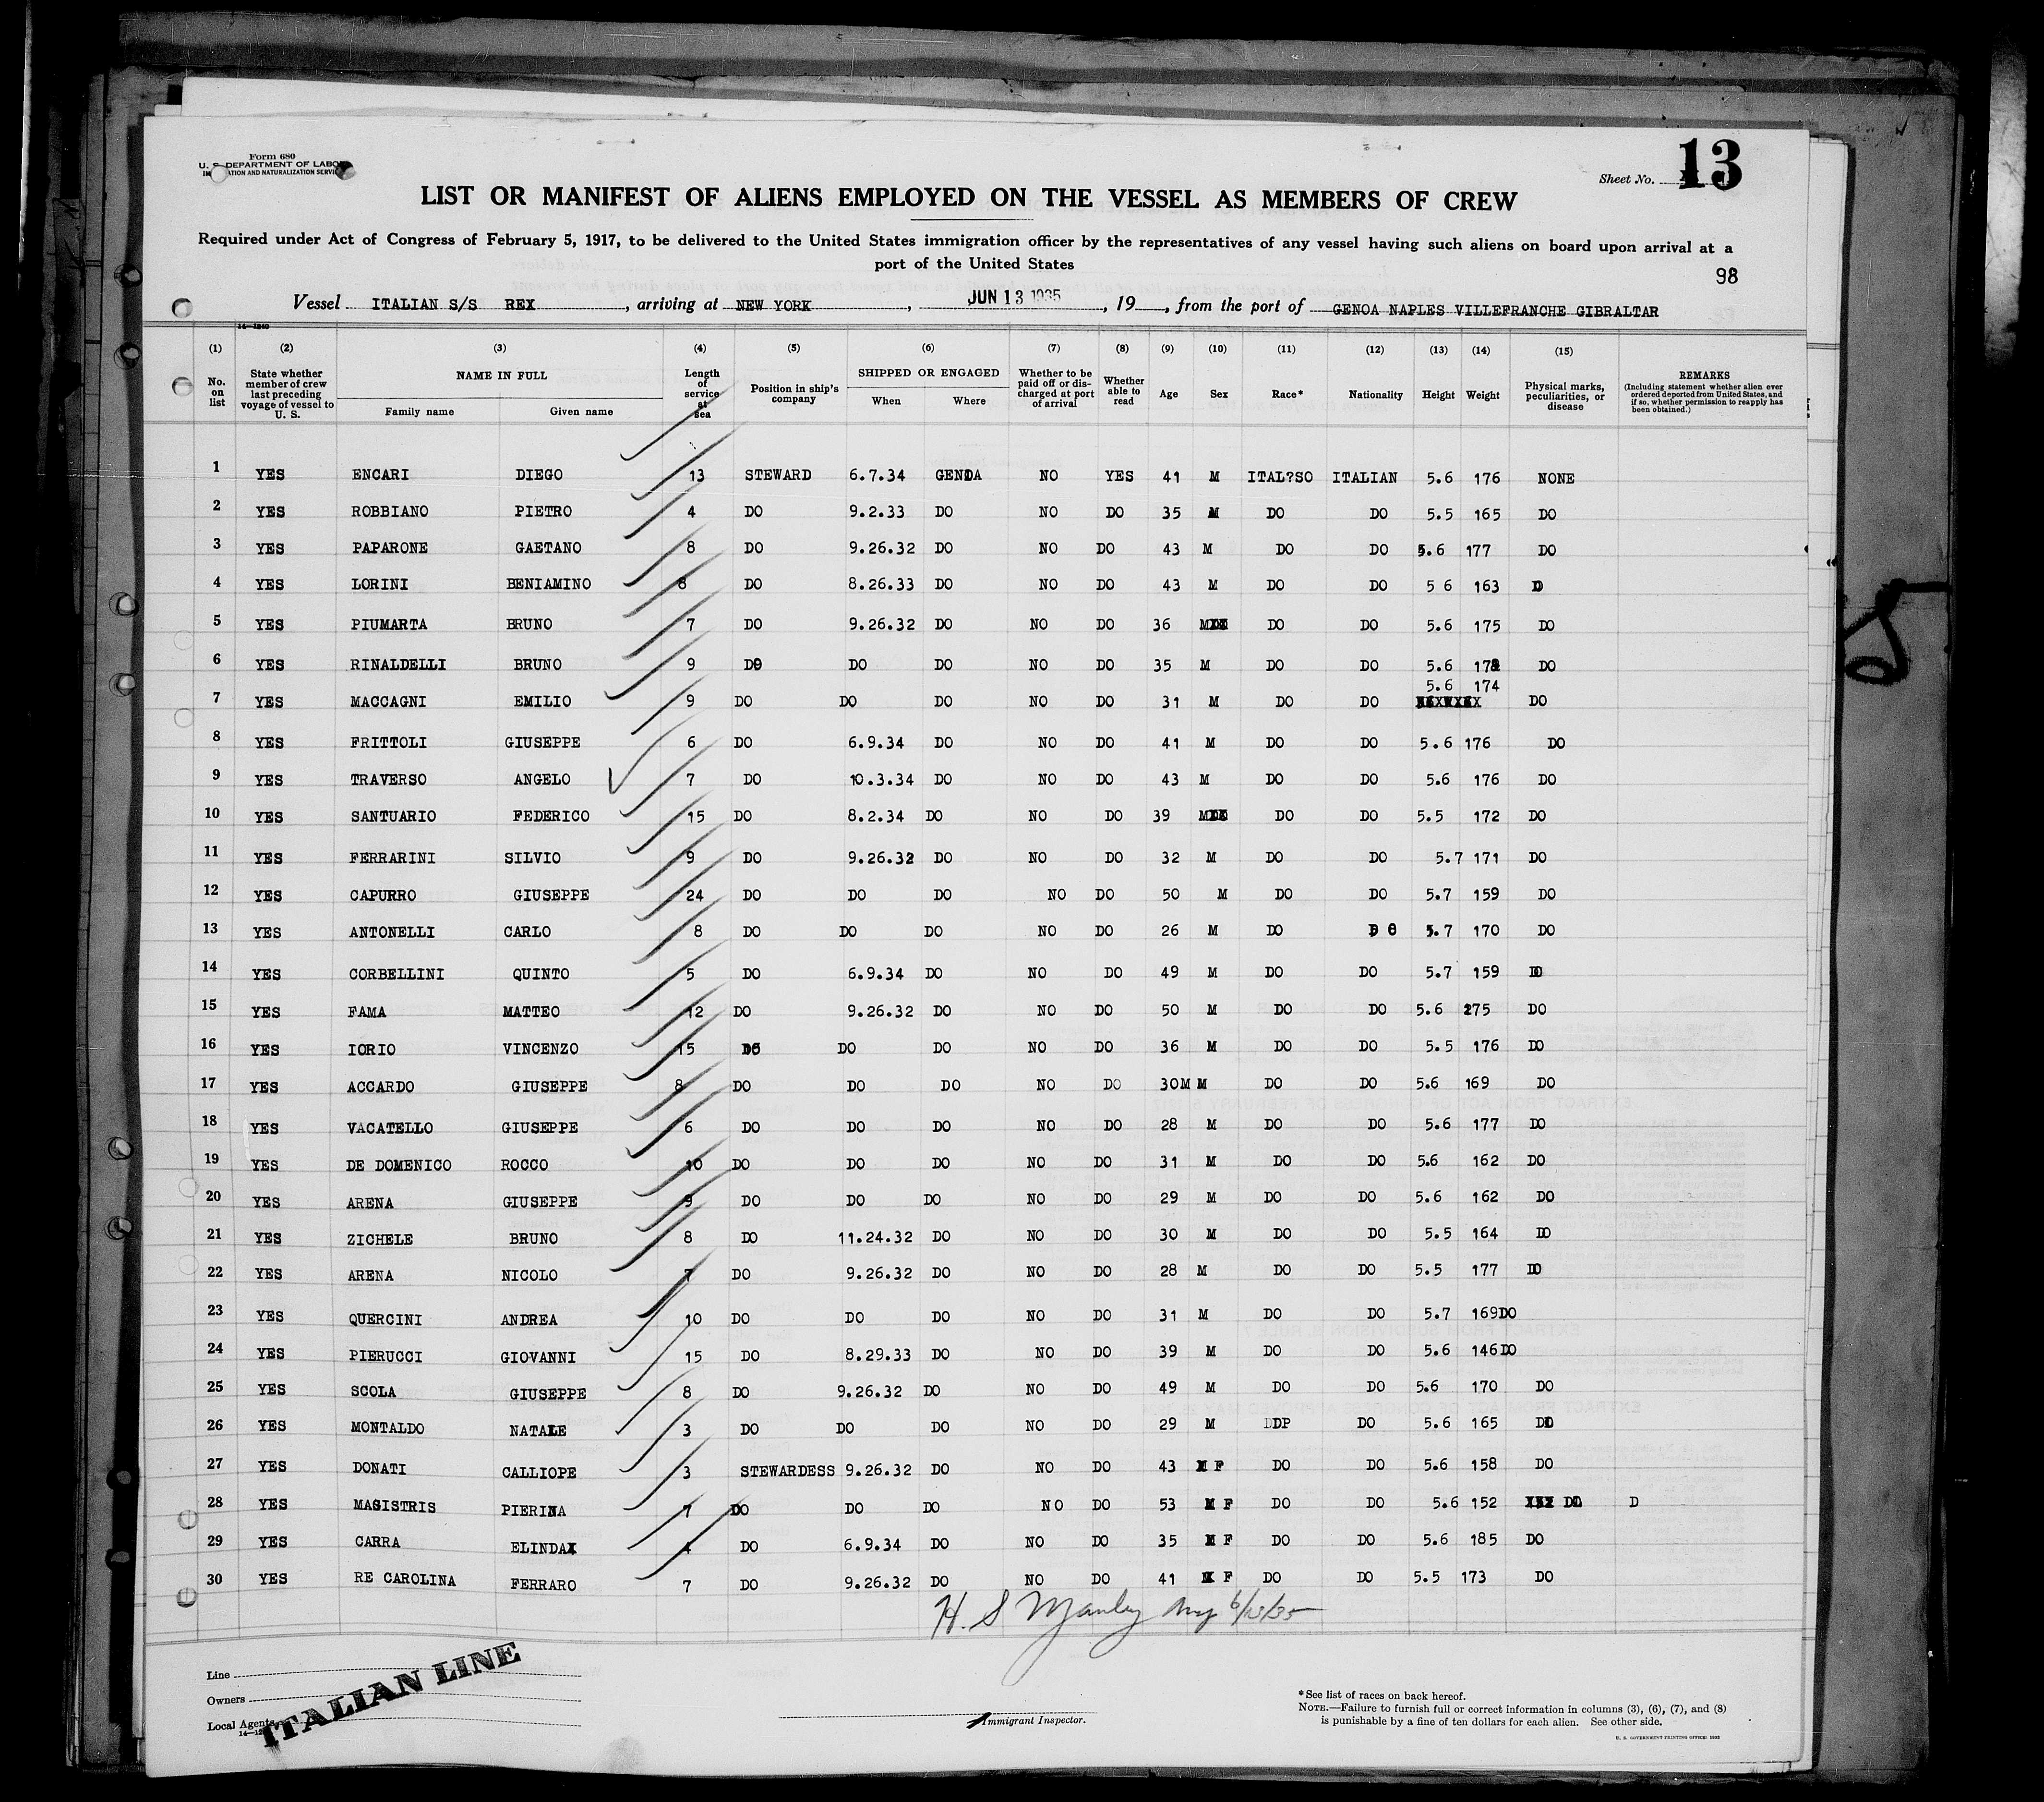 Form 680
U. S. DEPARTMENT OF LABOR
IMMIGRATION AND NATURALIZATION SERVICE
Sheet No. 13
LIST OR MANIFEST OF ALIENS EMPLOYED ON THE VESSEL AS MEMBERS OF CREW
Required under Act of Congress of February 5, 1917, to be delivered to the United States immigration officer by the representatives of any vessel having such aliens on board upon arrival at a
port of the United States
98
Vessel ITALIAN S/S REX, arriving at NEW YORK, JUN 13 1935, 19, from the port of GENOA NAPLES VILLEFRANCHE GIBRALTAR
14-1240
(1) (2) (3) (4) (5) (6) (7) (8) (9) (10) (11) (12) (13) (14) (15)
No. on list State whether member of crew last preceding voyage of vessel to U. S. NAME IN FULL Family name Given name Length of service at sea Position in ship's company SHIPPED OR ENGAGED When Where Whether to be paid off or discharged at port of arrival Whether able to read Age Sex Race* Nationality Height Weight Physical marks, peculiarities, or disease REMARKS (Including statement whether alien ever ordered deported from United States, and if so, whether permission to reapply has been obtained.)
1 YES ENCARI DIEGO 13 STEWARD 6.7.34 GENOA NO YES 41 M ITAL?SO ITALIAN 5.6 176 NONE
2 YES ROBBIANO PIETRO 4 DO 9.2.33 DO NO DO 35 M DO DO 5.5 165 DO
3 YES PAPARONE GAETANO 8 DO 9.26.32 DO NO DO 43 M DO DO 5.6 177 DO
4 YES LORINI BENIAMINO 8 DO 8.26.33 DO NO DO 43 M DO DO 5 6 163 D
5 YES PIUMARTA BRUNO 7 DO 9.26.32 DO NO DO 36 M DO DO 5.6 175 DO
6 YES RINALDELLI BRUNO 9 DO DO DO NO DO 35 M DO DO 5.6 172 DO
5.6 174
7 YES MACCAGNI EMILIO 9 DO DO DO NO DO 31 M DO DO DO
8 YES FRITTOLI GIUSEPPE 6 DO 6.9.34 DO NO DO 41 M DO DO 5.6 176 DO
9 YES TRAVERSO ANGELO 7 DO 10.3.34 DO NO DO 43 M DO DO 5.6 176 DO
10 YES SANTUARIO FEDERICO 15 DO 8.2.34 DO NO DO 39 M DO DO 5.5 172 DO
11 YES FERRARINI SILVIO 9 DO 9.26.32 DO NO DO 32 M DO DO 5.7 171 DO
12 YES CAPURRO GIUSEPPE 24 DO DO DO NO DO 50 M DO DO 5.7 159 DO
13 YES ANTONELLI CARLO 8 DO DO DO NO DO 26 M DO D O 5.7 170 DO
14 YES CORBELLINI QUINTO 5 DO 6.9.34 DO NO DO 49 M DO DO 5.7 159 DO
15 YES FAMA MATTEO 12 DO 9.26.32 DO NO DO 50 M DO DO 5.6 175 DO
16 YES IORIO VINCENZO 15 DO DO DO NO DO 36 M DO DO 5.5 176 DO
17 YES ACCARDO GIUSEPPE 8 DO DO DO NO DO 30M M DO DO 5.6 169 DO
18 YES VACATELLO GIUSEPPE 6 DO DO DO NO DO 28 M DO DO 5.6 177 DO
19 YES DE DOMENICO ROCCO 10 DO DO DO NO DO 31 M DO DO 5.6 162 DO
20 YES ARENA GIUSEPPE 9 DO DO DO NO DO 29 M DO DO 5.6 162 DO
21 YES ZICHELE BRUNO 8 DO 11.24.32 DO NO DO 30 M DO DO 5.5 164 DO
22 YES ARENA NICOLO 7 DO 9.26.32 DO NO DO 28 M DO DO 5.5 177 DO
23 YES QUERCINI ANDREA 10 DO DO DO NO DO 31 M DO DO 5.7 169DO
24 YES PIERUCCI GIOVANNI 15 DO 8.29.33 DO NO DO 39 M DO DO 5.6 146DO
25 YES SCOLA GIUSEPPE 8 DO 9.26.32 DO NO DO 49 M DO DO 5.6 170 DO
26 YES MONTALDO NATALE 3 DO DO DO NO DO 29 M DDP DO 5.6 165 DO
27 YES DONATI CALLIOPE 3 STEWARDESS 9.26.32 DO NO DO 43 F DO DO 5.6 158 DO
28 YES MAGISTRIS PIERINA 7 DO DO DO NO DO 53 F DO DO 5.6 152 DO D
29 YES CARRA ELINDA 4 DO 6.9.34 DO NO DO 35 F DO DO 5.6 185 DO
30 YES RE CAROLINA FERRARO 7 DO 9.26.32 DO NO DO 41 F DO DO 5.5 173 DO
H. S Manley 6/13/35
Line
Owners
Local Agents
ITALIAN LINE
Immigrant Inspector.
*See list of races on back hereof.
NOTE.—Failure to furnish full or correct information in columns (3), (6), (7), and (8)
is punishable by a fine of ten dollars for each alien. See other side.